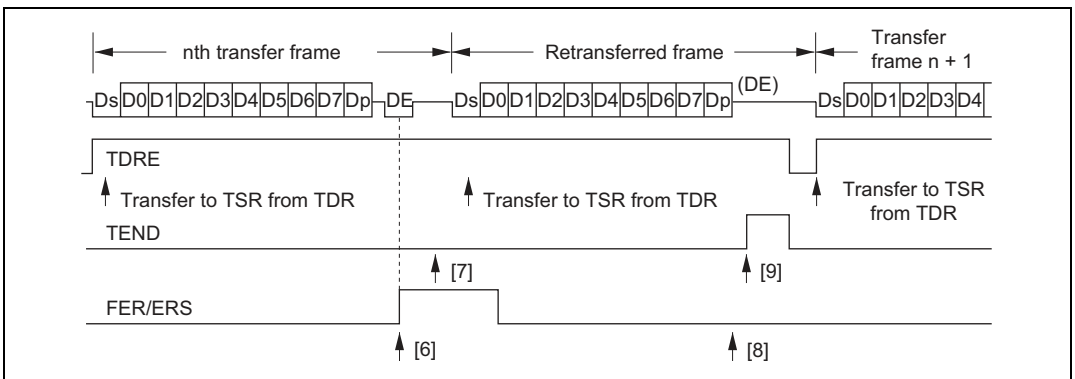 nth transfer frame
Retransferred frame
Transfer
frame n + 1
Ds D0 D1 D2 D3 D4 D5 D6 D7 Dp DE Ds D0 D1 D2 D3 D4 D5 D6 D7 Dp (DE) Ds D0 D1 D2 D3 D4
TDRE
Transfer to TSR from TDR
Transfer to TSR from TDR
Transfer to TSR
from TDR
TEND
[7]
[9]
FER/ERS
[6]
[8]